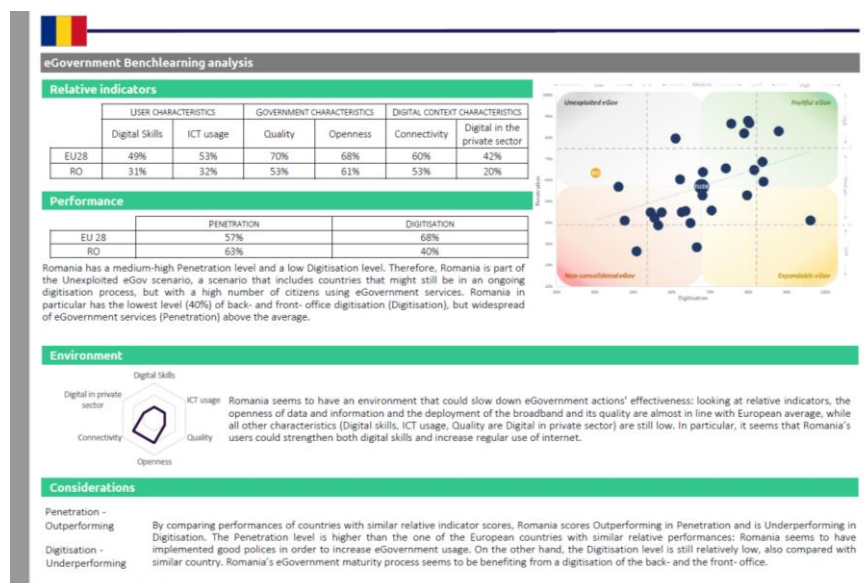 eGovernment Benchlearning analysis
Relative indicators
USER CHARACTERISTICS GOVERNMENT CHARACTERISTICS DIGITAL CONTEXT CHARACTERISTICS
Digital Skills ICT usage Quality Openness Connectivity Digital in the
private sector
EU28 49% 53% 70% 68% 60% 42%
RO 31% 32% 53% 61% 53% 20%
Performance
PENETRATION DIGITISATION
EU 28 57% 68%
RO 63% 40%
Romania has a medium-high Penetration level and a low Digitisation level. Therefore, Romania is part of
the Unexploited eGov scenario, a scenario that includes countries that might still be in an ongoing
digitisation process, but with a high number of citizens using eGovernment services. Romania in
particular has the lowest level (40%) of back- and front- office digitisation (Digitisation), but widespread
of eGovernment services (Penetration) above the average.
Low Medium High
Unexploited eGov Fruitful eGov
RO
EU28
Non-consolidated eGov Expandable eGov
Penetration
Digitisation
Environment
Digital Skills
Digital in private
sector
ICT usage
Connectivity
Quality
Openness
Romania seems to have an environment that could slow down eGovernment actions' effectiveness: looking at relative indicators, the
openness of data and information and the deployment of the broadband and its quality are almost in line with European average, while
all other characteristics (Digital skills, ICT usage, Quality are Digital in private sector) are still low. In particular, it seems that Romania's
users could strengthen both digital skills and increase regular use of internet.
Considerations
Penetration -
Outperforming
Digitisation -
Underperforming
By comparing performances of countries with similar relative indicator scores, Romania scores Outperforming in Penetration and is Underperforming in
Digitisation. The Penetration level is higher than the one of the European countries with similar relative performances: Romania seems to have
implemented good polices in order to increase eGovernment usage. On the other hand, the Digitisation level is still relatively low, also compared with
similar country. Romania's eGovernment maturity process seems to be benefiting from a digitisation of the back- and the front- office.